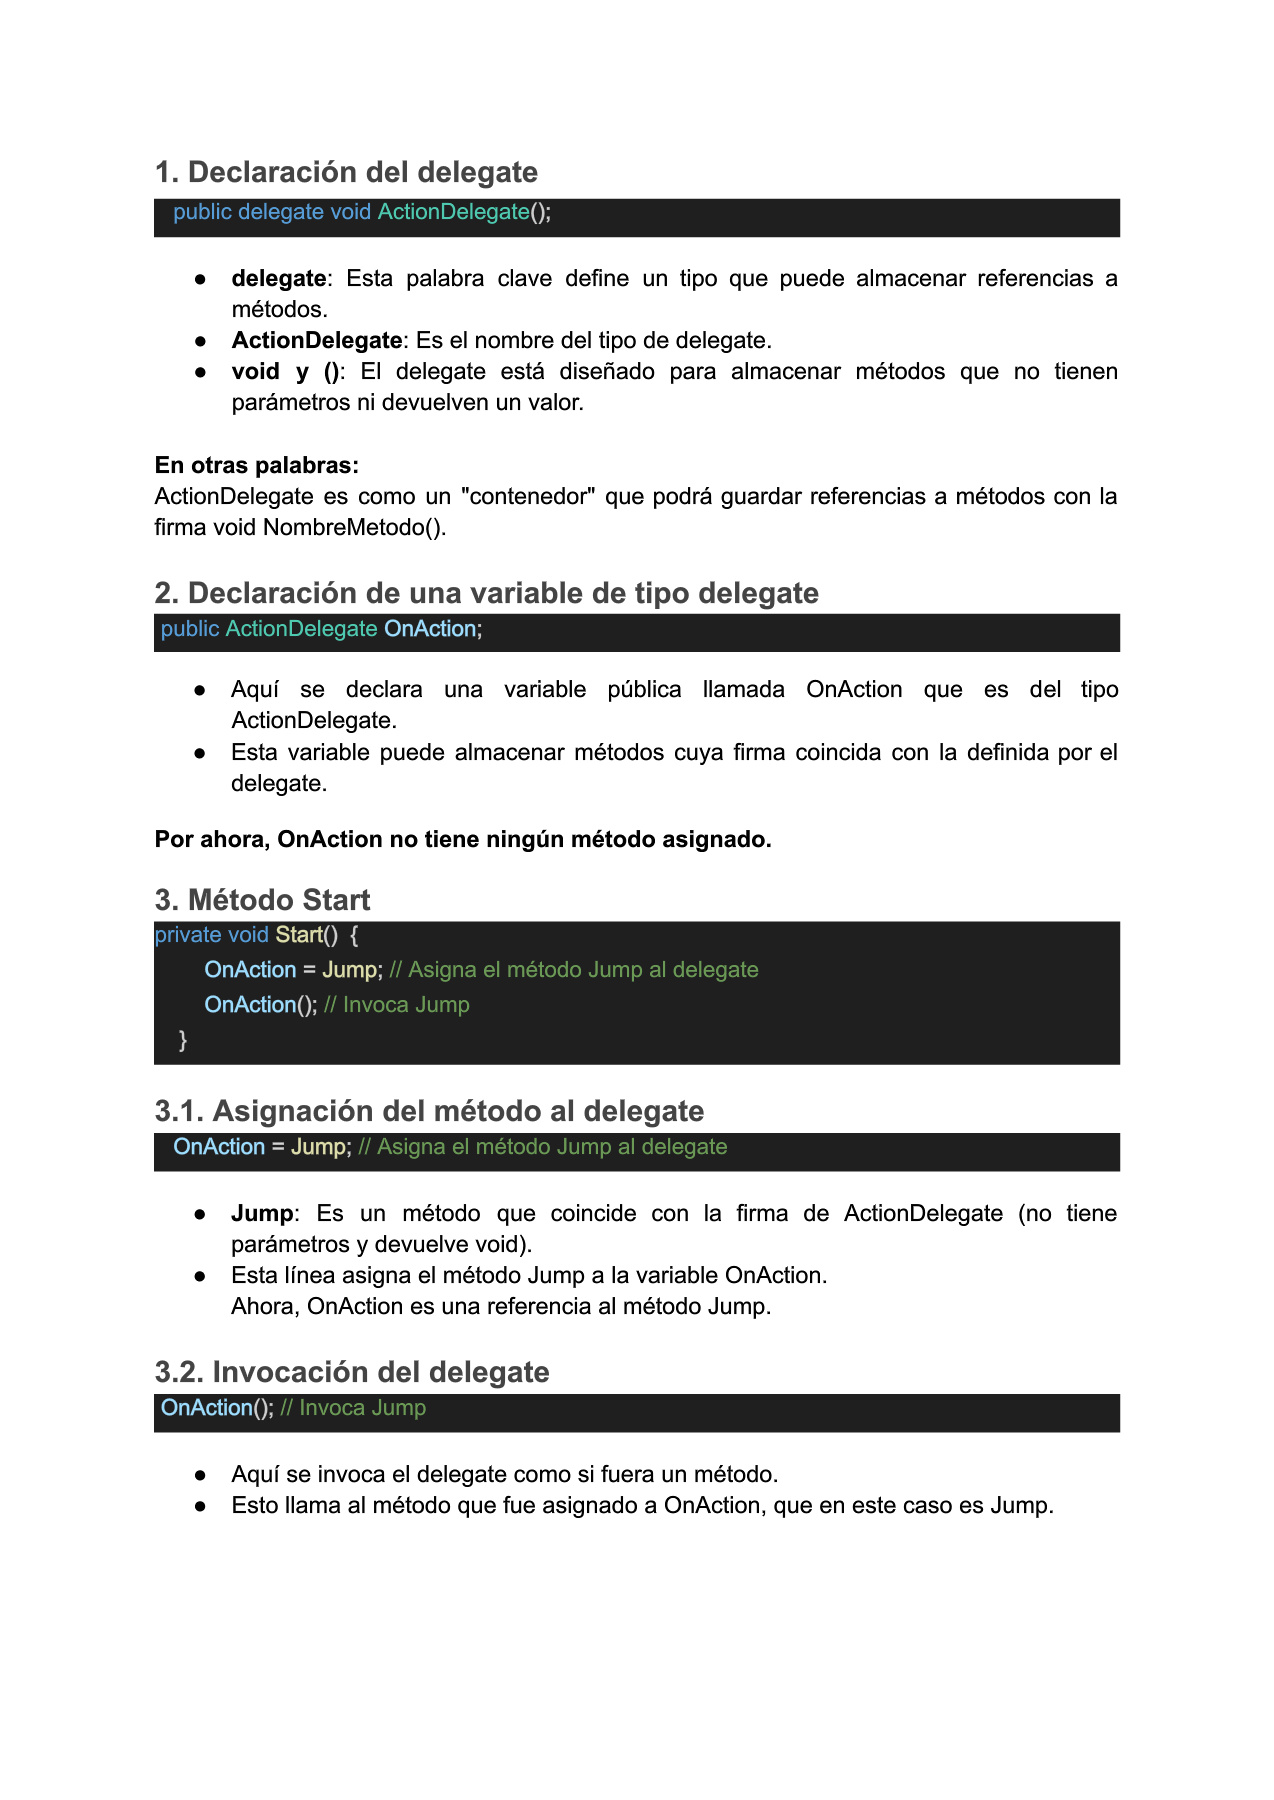 1. Declaración del delegate
public delegate void ActionDelegate();
● delegate: Esta palabra clave define un tipo que puede almacenar referencias a
métodos.
● ActionDelegate: Es el nombre del tipo de delegate.
● void y (): El delegate está diseñado para almacenar métodos que no tienen
parámetros ni devuelven un valor.
En otras palabras:
ActionDelegate es como un "contenedor" que podrá guardar referencias a métodos con la
firma void NombreMetodo().
2. Declaración de una variable de tipo delegate
public ActionDelegate OnAction;
● Aquí se declara una variable pública llamada OnAction que es del tipo
ActionDelegate.
● Esta variable puede almacenar métodos cuya firma coincida con la definida por el
delegate.
Por ahora, OnAction no tiene ningún método asignado.
3. Método Start
private void Start() {
OnAction = Jump; // Asigna el método Jump al delegate
OnAction(); // Invoca Jump
}
3.1. Asignación del método al delegate
OnAction = Jump; // Asigna el método Jump al delegate
● Jump: Es un método que coincide con la firma de ActionDelegate (no tiene
parámetros y devuelve void).
● Esta línea asigna el método Jump a la variable OnAction.
Ahora, OnAction es una referencia al método Jump.
3.2. Invocación del delegate
OnAction(); // Invoca Jump
● Aquí se invoca el delegate como si fuera un método.
● Esto llama al método que fue asignado a OnAction, que en este caso es Jump.